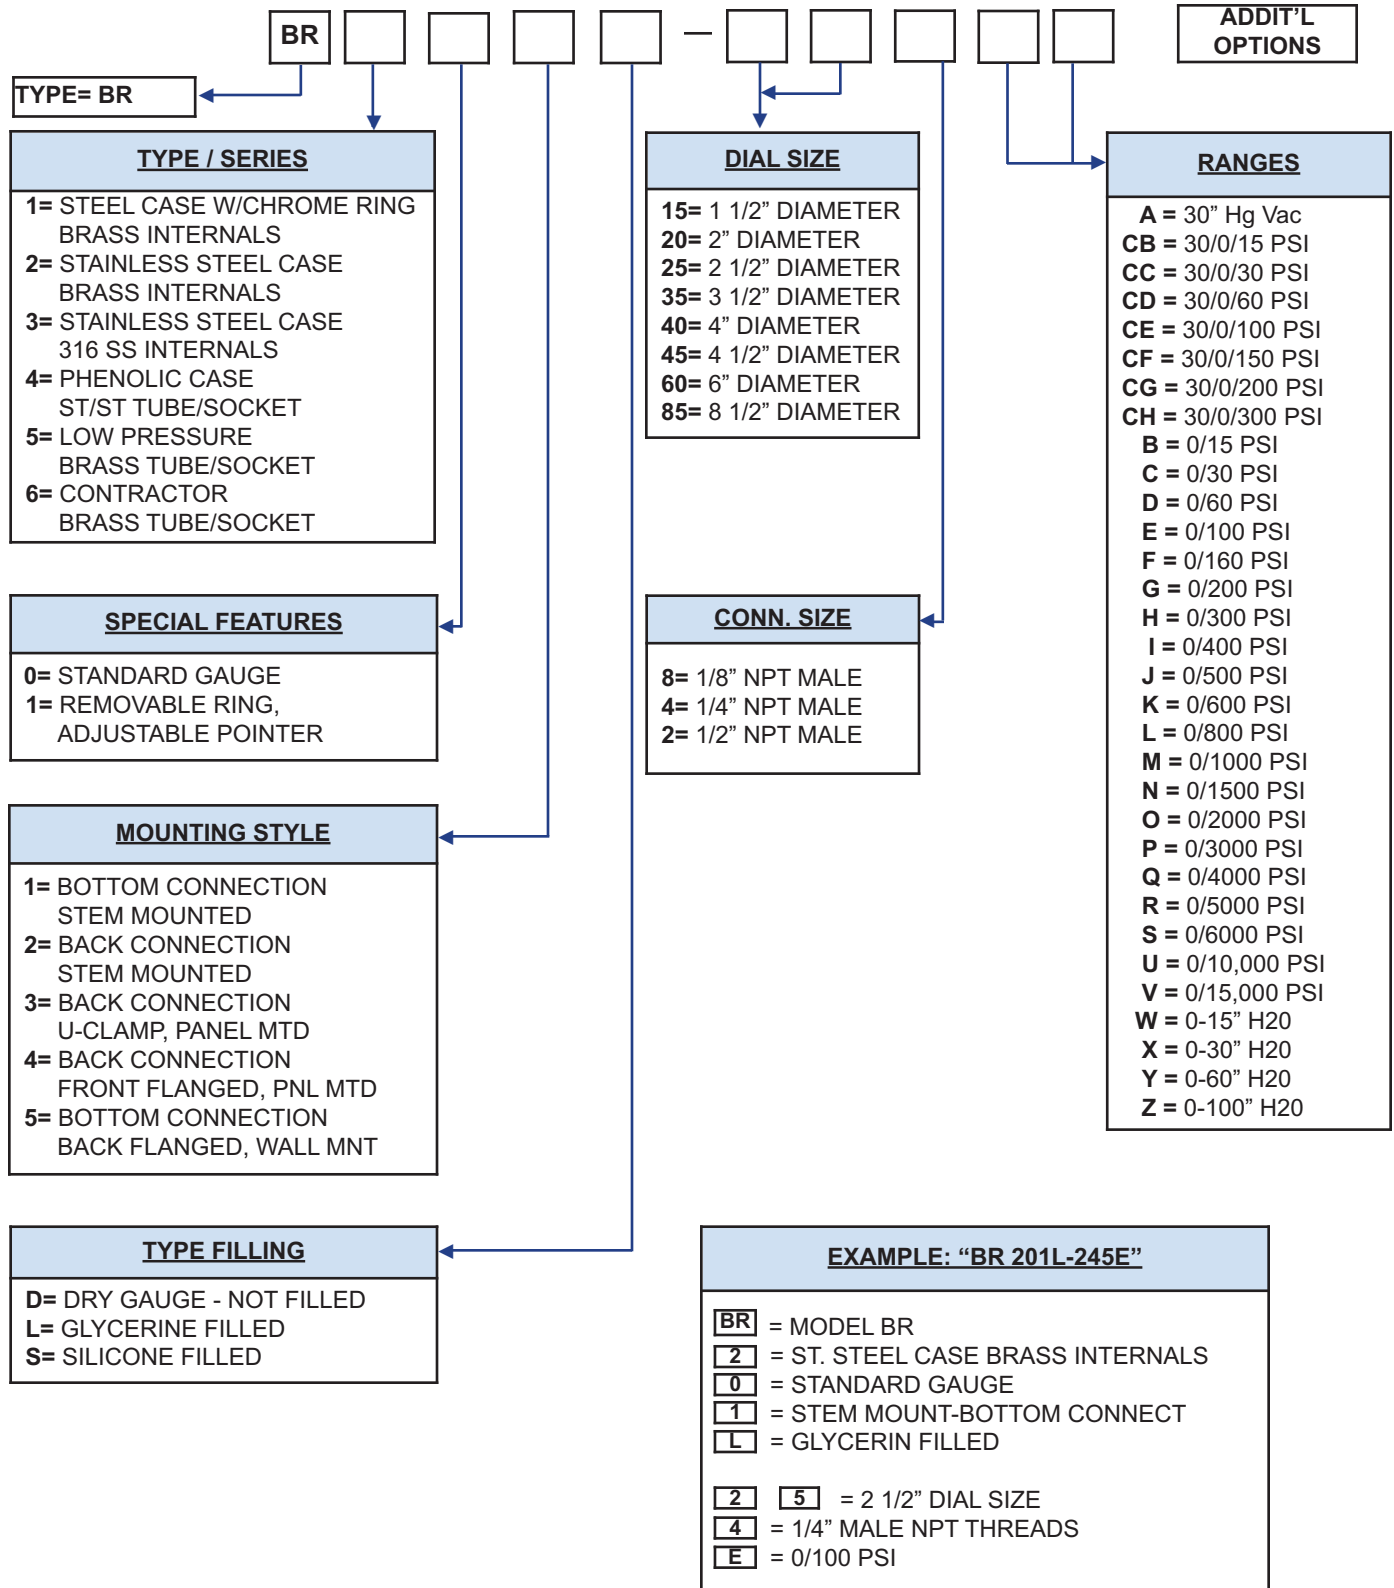 BR
—
ADDIT'L
OPTIONS
TYPE= BR
TYPE / SERIES
1= STEEL CASE W/CHROME RING
BRASS INTERNALS
2= STAINLESS STEEL CASE
BRASS INTERNALS
3= STAINLESS STEEL CASE
316 SS INTERNALS
4= PHENOLIC CASE
ST/ST TUBE/SOCKET
5= LOW PRESSURE
BRASS TUBE/SOCKET
6= CONTRACTOR
BRASS TUBE/SOCKET
SPECIAL FEATURES
0= STANDARD GAUGE
1= REMOVABLE RING,
ADJUSTABLE POINTER
MOUNTING STYLE
1= BOTTOM CONNECTION
STEM MOUNTED
2= BACK CONNECTION
STEM MOUNTED
3= BACK CONNECTION
U-CLAMP, PANEL MTD
4= BACK CONNECTION
FRONT FLANGED, PNL MTD
5= BOTTOM CONNECTION
BACK FLANGED, WALL MNT
TYPE FILLING
D= DRY GAUGE - NOT FILLED
L= GLYCERINE FILLED
S= SILICONE FILLED
DIAL SIZE
15= 1 1/2” DIAMETER
20= 2” DIAMETER
25= 2 1/2” DIAMETER
35= 3 1/2” DIAMETER
40= 4” DIAMETER
45= 4 1/2” DIAMETER
60= 6” DIAMETER
85= 8 1/2” DIAMETER
CONN. SIZE
8= 1/8” NPT MALE
4= 1/4” NPT MALE
2= 1/2” NPT MALE
RANGES
A = 30” Hg Vac
CB = 30/0/15 PSI
CC = 30/0/30 PSI
CD = 30/0/60 PSI
CE = 30/0/100 PSI
CF = 30/0/150 PSI
CG = 30/0/200 PSI
CH = 30/0/300 PSI
B = 0/15 PSI
C = 0/30 PSI
D = 0/60 PSI
E = 0/100 PSI
F = 0/160 PSI
G = 0/200 PSI
H = 0/300 PSI
I = 0/400 PSI
J = 0/500 PSI
K = 0/600 PSI
L = 0/800 PSI
M = 0/1000 PSI
N = 0/1500 PSI
O = 0/2000 PSI
P = 0/3000 PSI
Q = 0/4000 PSI
R = 0/5000 PSI
S = 0/6000 PSI
U = 0/10,000 PSI
V = 0/15,000 PSI
W = 0-15” H20
X = 0-30” H20
Y = 0-60” H20
Z = 0-100” H20
EXAMPLE: “BR 201L-245E”
BR = MODEL BR
2 = ST. STEEL CASE BRASS INTERNALS
0 = STANDARD GAUGE
1 = STEM MOUNT-BOTTOM CONNECT
L = GLYCERIN FILLED
2 5 = 2 1/2” DIAL SIZE
4 = 1/4” MALE NPT THREADS
E = 0/100 PSI